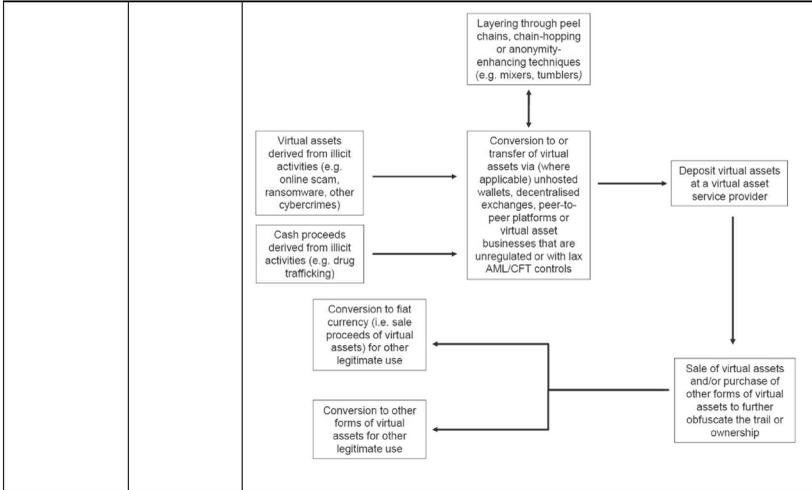 Layering through peel
chains, chain-hopping
or anonymity-
enhancing techniques
(e.g. mixers, tumblers)
Virtual assets
derived from illicit
activities (e.g.
online scam,
ransomware, other
cybercrimes)
Cash proceeds
derived from illicit
activities (e.g. drug
trafficking)
Conversion to or
transfer of virtual
assets via (where
applicable) unhosted
wallets, decentralised
exchanges, peer-to-
peer platforms or
virtual asset
businesses that are
unregulated or with lax
AML/CFT controls
Deposit virtual assets
at a virtual asset
service provider
Conversion to fiat
currency (i.e. sale
proceeds of virtual
assets) for other
legitimate use
Conversion to other
forms of virtual
assets for other
legitimate use
Sale of virtual assets
and/or purchase of
other forms of virtual
assets to further
obfuscate the trail or
ownership